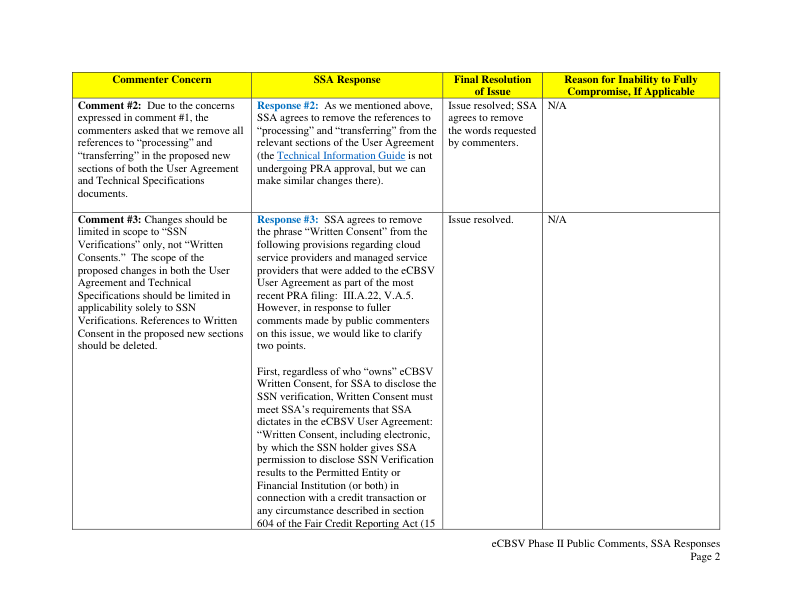 Commenter Concern
SSA Response
Final Resolution
of Issue
Reason for Inability to Fully
Compromise, If Applicable
Comment #2:  Due to the concerns
expressed in comment #1, the
commenters asked that we remove all
references to “processing” and
“transferring” in the proposed new
sections of both the User Agreement
and Technical Specifications
documents.
Response #2:  As we mentioned above,
SSA agrees to remove the references to
“processing” and “transferring” from the
relevant sections of the User Agreement
(the Technical Information Guide is not
undergoing PRA approval, but we can
make similar changes there).
Issue resolved; SSA
agrees to remove
the words requested
by commenters.
N/A
Comment #3: Changes should be
limited in scope to “SSN
Verifications” only, not “Written
Consents.”  The scope of the
proposed changes in both the User
Agreement and Technical
Specifications should be limited in
applicability solely to SSN
Verifications. References to Written
Consent in the proposed new sections
should be deleted.
Response #3:  SSA agrees to remove
the phrase “Written Consent” from the
following provisions regarding cloud
service providers and managed service
providers that were added to the eCBSV
User Agreement as part of the most
recent PRA filing:  III.A.22, V.A.5.
However, in response to fuller
comments made by public commenters
on this issue, we would like to clarify
two points.
First, regardless of who “owns” eCBSV
Written Consent, for SSA to disclose the
SSN verification, Written Consent must
meet SSA’s requirements that SSA
dictates in the eCBSV User Agreement:
“Written Consent, including electronic,
by which the SSN holder gives SSA
permission to disclose SSN Verification
results to the Permitted Entity or
Financial Institution (or both) in
connection with a credit transaction or
any circumstance described in section
604 of the Fair Credit Reporting Act (15
Issue resolved.
N/A
eCBSV Phase II Public Comments, SSA Responses
Page 2